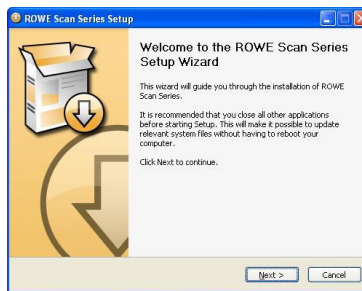 ROWE Scan Series Setup
Welcome to the ROWE Scan Series
Setup Wizard
This wizard will guide you through the installation of ROWE
Scan Series.
It is recommended that you close all other applications
before starting Setup. This will make it possible to update
relevant system files without having to reboot your
computer.
Click Next to continue.
Next >
Cancel